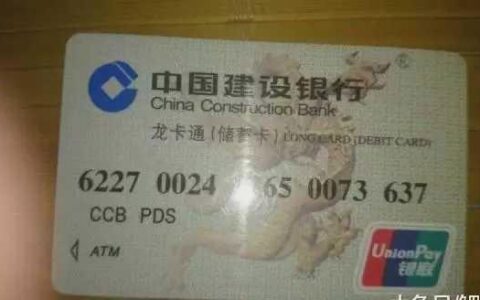 中国建设银行
®
China Construction Bank
龙卡通(储蓄卡) LONG CARD (DEBIT CARD)
6227 0024 65 0073 637
CCB PDS
ATM
UnionPay
银联